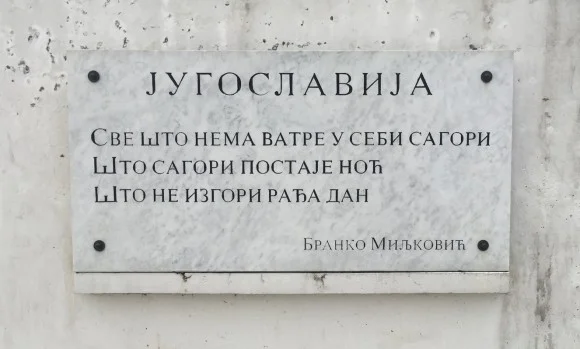 ЈУГОСЛАВИЈА
СВЕ ШТО НЕМА ВАТРЕ У СЕБИ САГОРИ
ШТО САГОРИ ПОСТАЈЕ НОЋ
ШТО НЕ ИЗГОРИ РАЂА ДАН
БРАНКО МИЉКОВИЋ